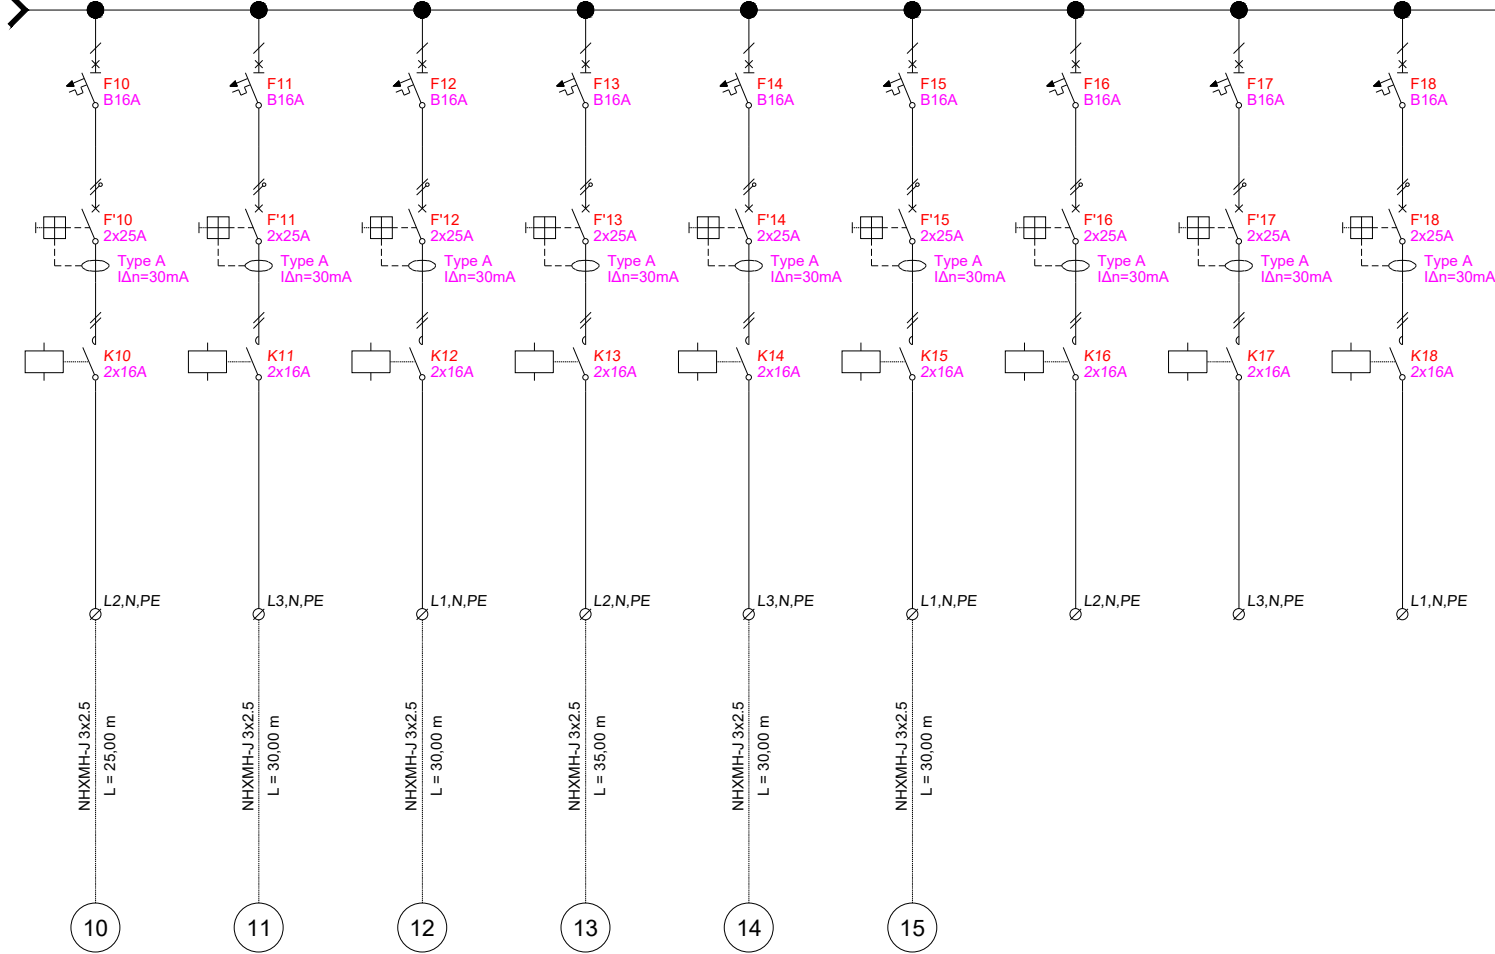 F10
B16A
F11
B16A
F12
B16A
F13
B16A
F14
B16A
F15
B16A
F16
B16A
F17
B16A
F18
B16A
F'10
2x25A
Type A
IΔn=30mA
F'11
2x25A
Type A
IΔn=30mA
F'12
2x25A
Type A
IΔn=30mA
F'13
2x25A
Type A
IΔn=30mA
F'14
2x25A
Type A
IΔn=30mA
F'15
2x25A
Type A
IΔn=30mA
F'16
2x25A
Type A
IΔn=30mA
F'17
2x25A
Type A
IΔn=30mA
F'18
2x25A
Type A
IΔn=30mA
K10
2x16A
K11
2x16A
K12
2x16A
K13
2x16A
K14
2x16A
K15
2x16A
K16
2x16A
K17
2x16A
K18
2x16A
L2,N,PE
L3,N,PE
L1,N,PE
L2,N,PE
L3,N,PE
L1,N,PE
L2,N,PE
L3,N,PE
L1,N,PE
NHXMH-J 3x2.5
L = 25,00 m
NHXMH-J 3x2.5
L = 30,00 m
NHXMH-J 3x2.5
L = 30,00 m
NHXMH-J 3x2.5
L = 35,00 m
NHXMH-J 3x2.5
L = 30,00 m
NHXMH-J 3x2.5
L = 30,00 m
10
11
12
13
14
15